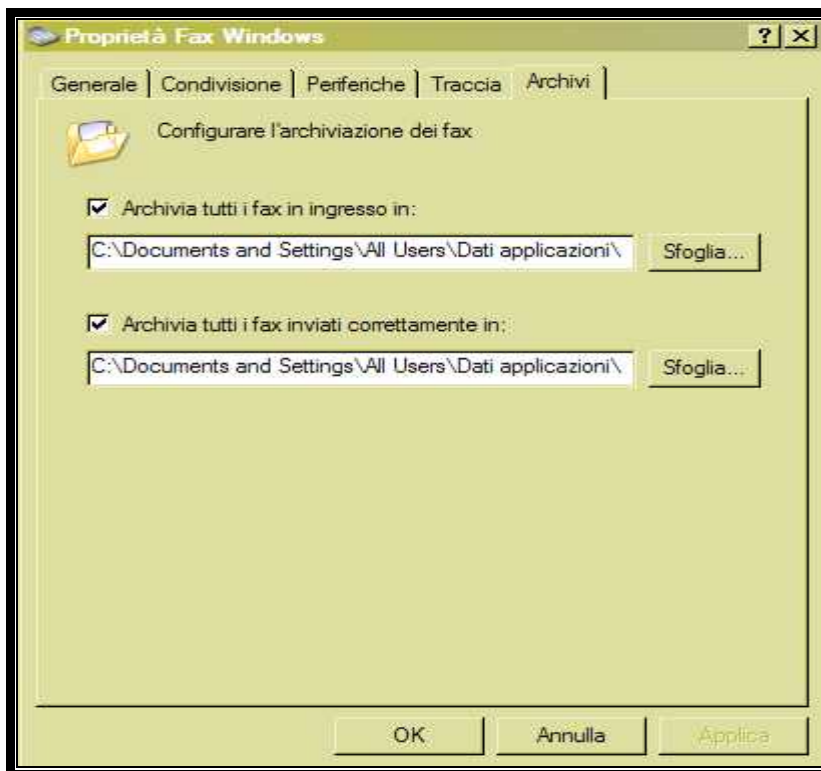 Proprietà Fax Windows
Generale Condivisione Periferiche Traccia Archivi
Configurare l'archiviazione dei fax
Archivia tutti i fax in ingresso in:
C:\Documents and Settings\All Users\Dati applicazioni\ Sfoglia...
Archivia tutti i fax inviati correttamente in:
C:\Documents and Settings\All Users\Dati applicazioni\ Sfoglia...
OK Annulla Applica